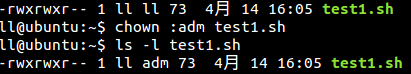 -rwxrwxr-- 1 ll ll 73 4月 14 16:05 test1.sh
ll@ubuntu:~$ chown :adm test1.sh
ll@ubuntu:~$ ls -l test1.sh
-rwxrwxr-- 1 ll adm 73 4月 14 16:05 test1.sh